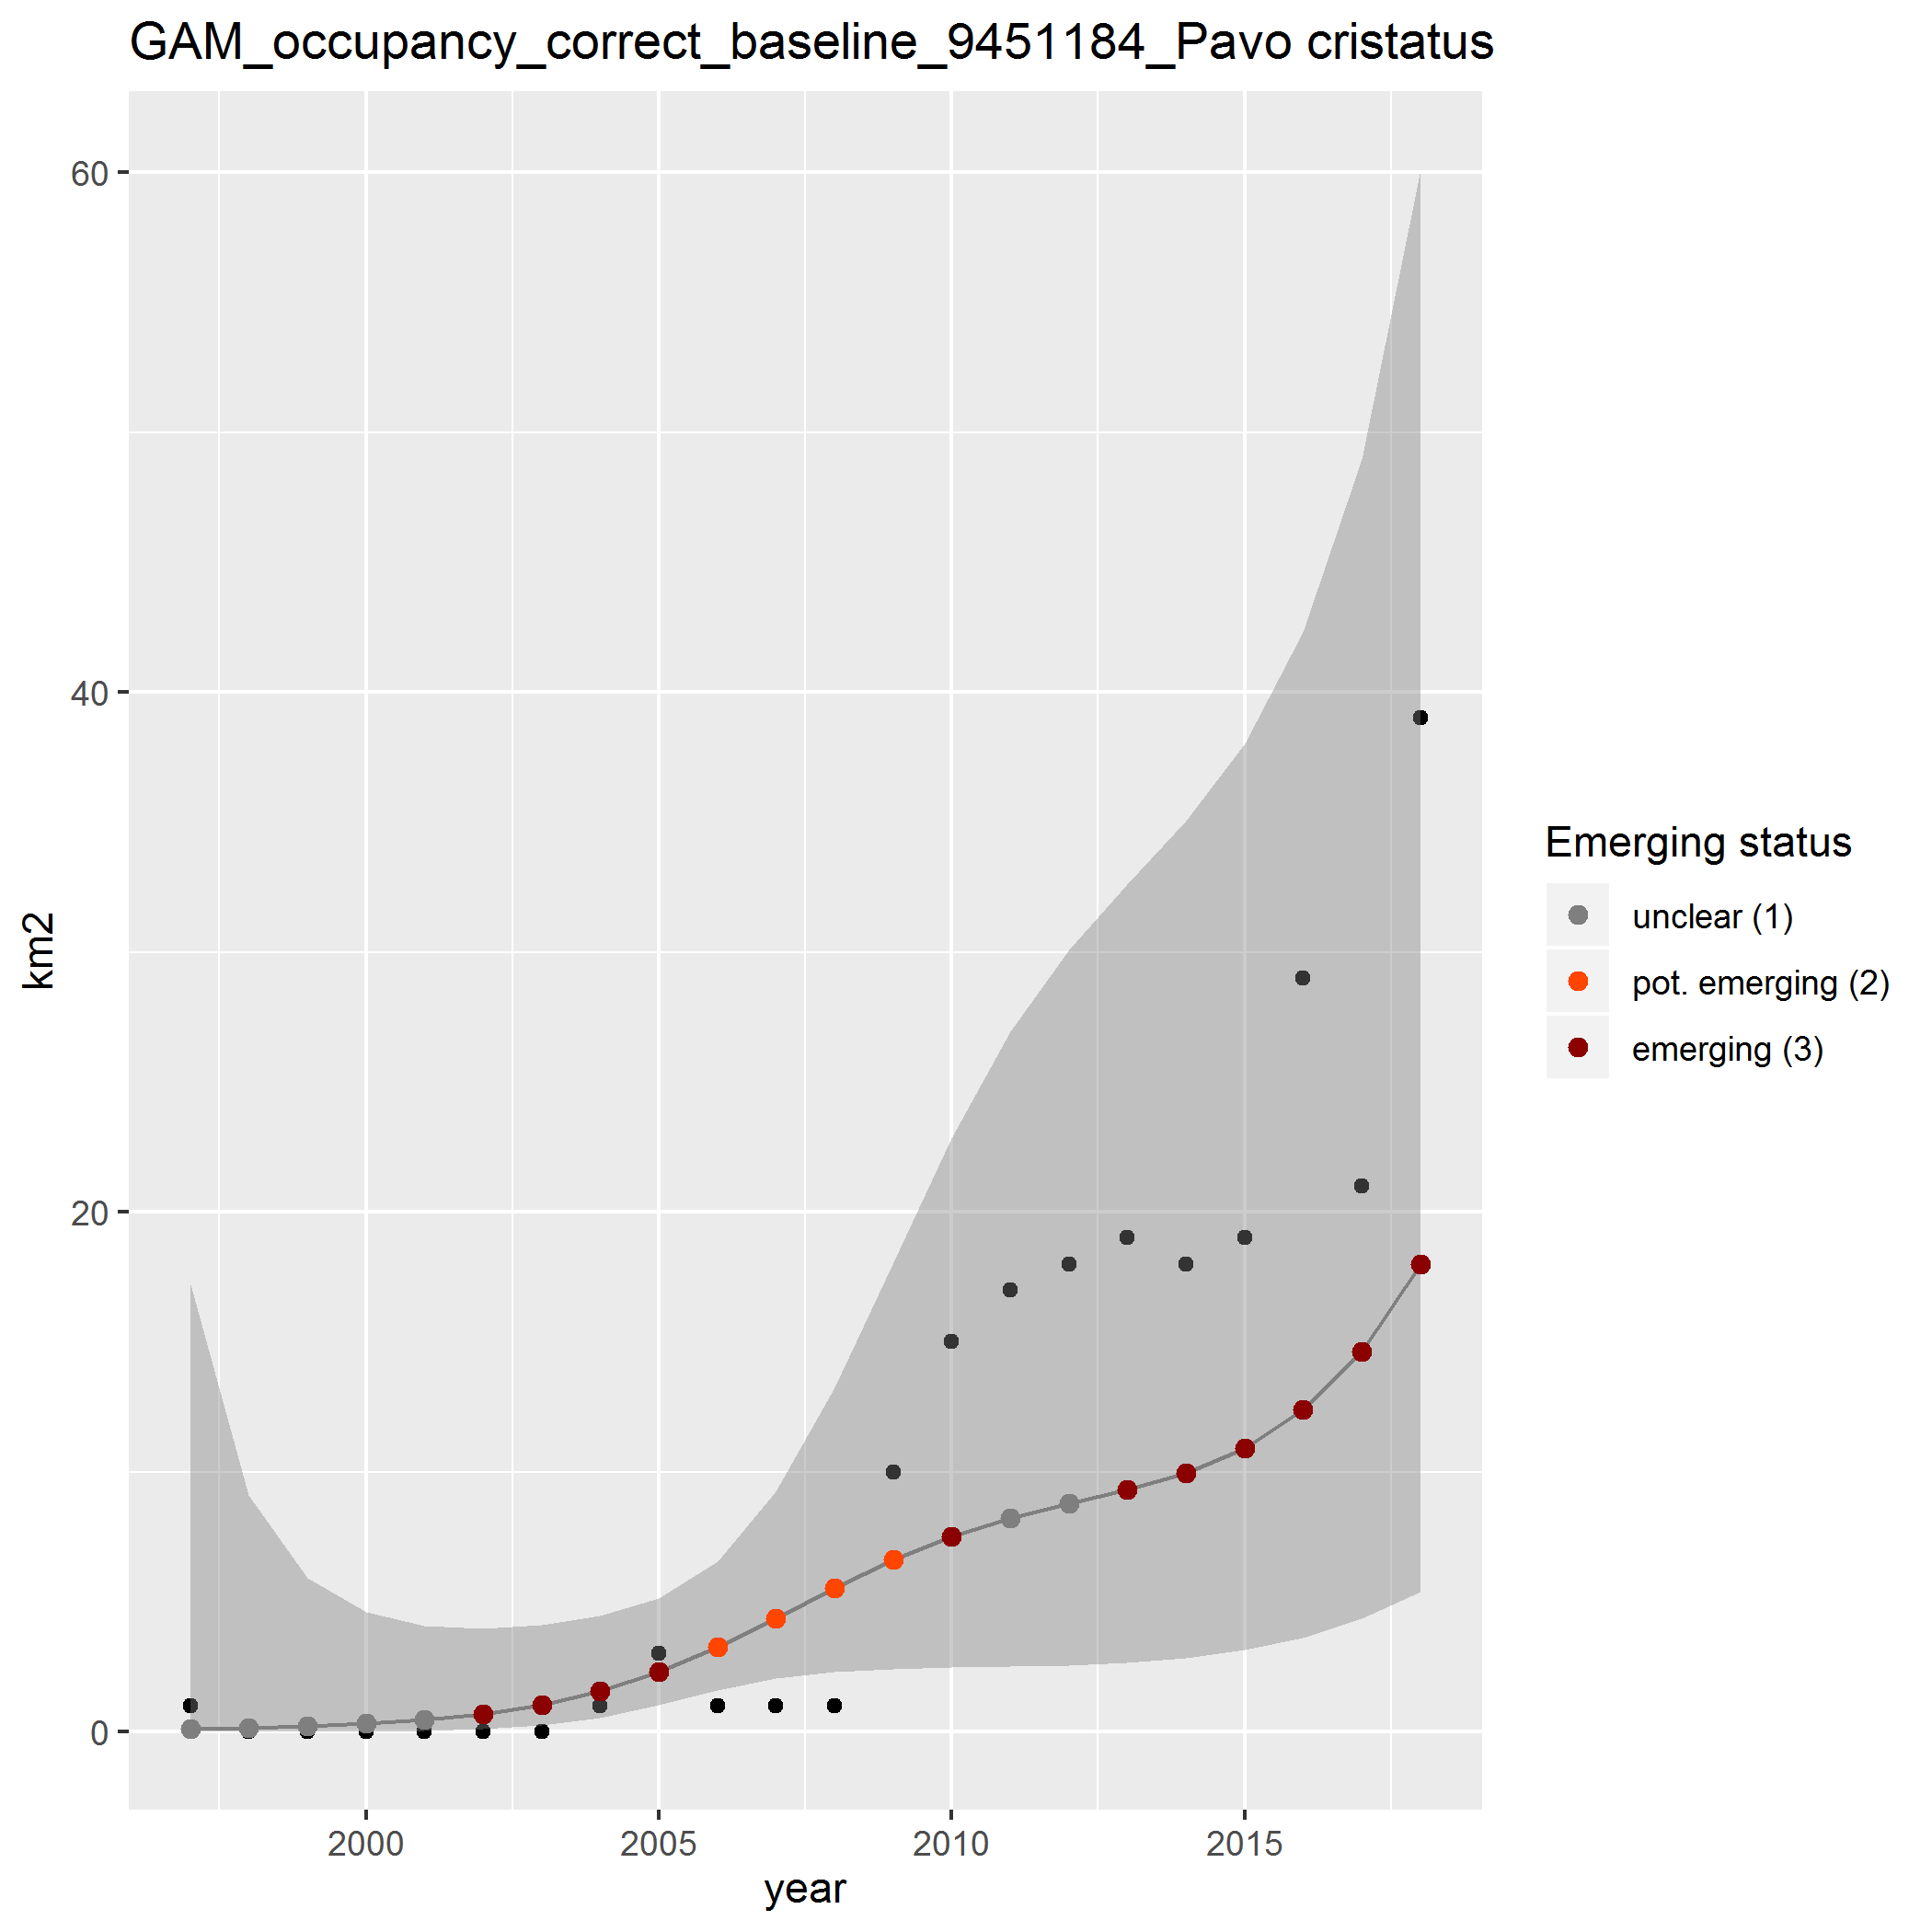 GAM_occupancy_correct_baseline_9451184_Pavo cristatus
60
40
20
0
km2
2000
2005
2010
2015
year
Emerging status
unclear (1)
pot. emerging (2)
emerging (3)